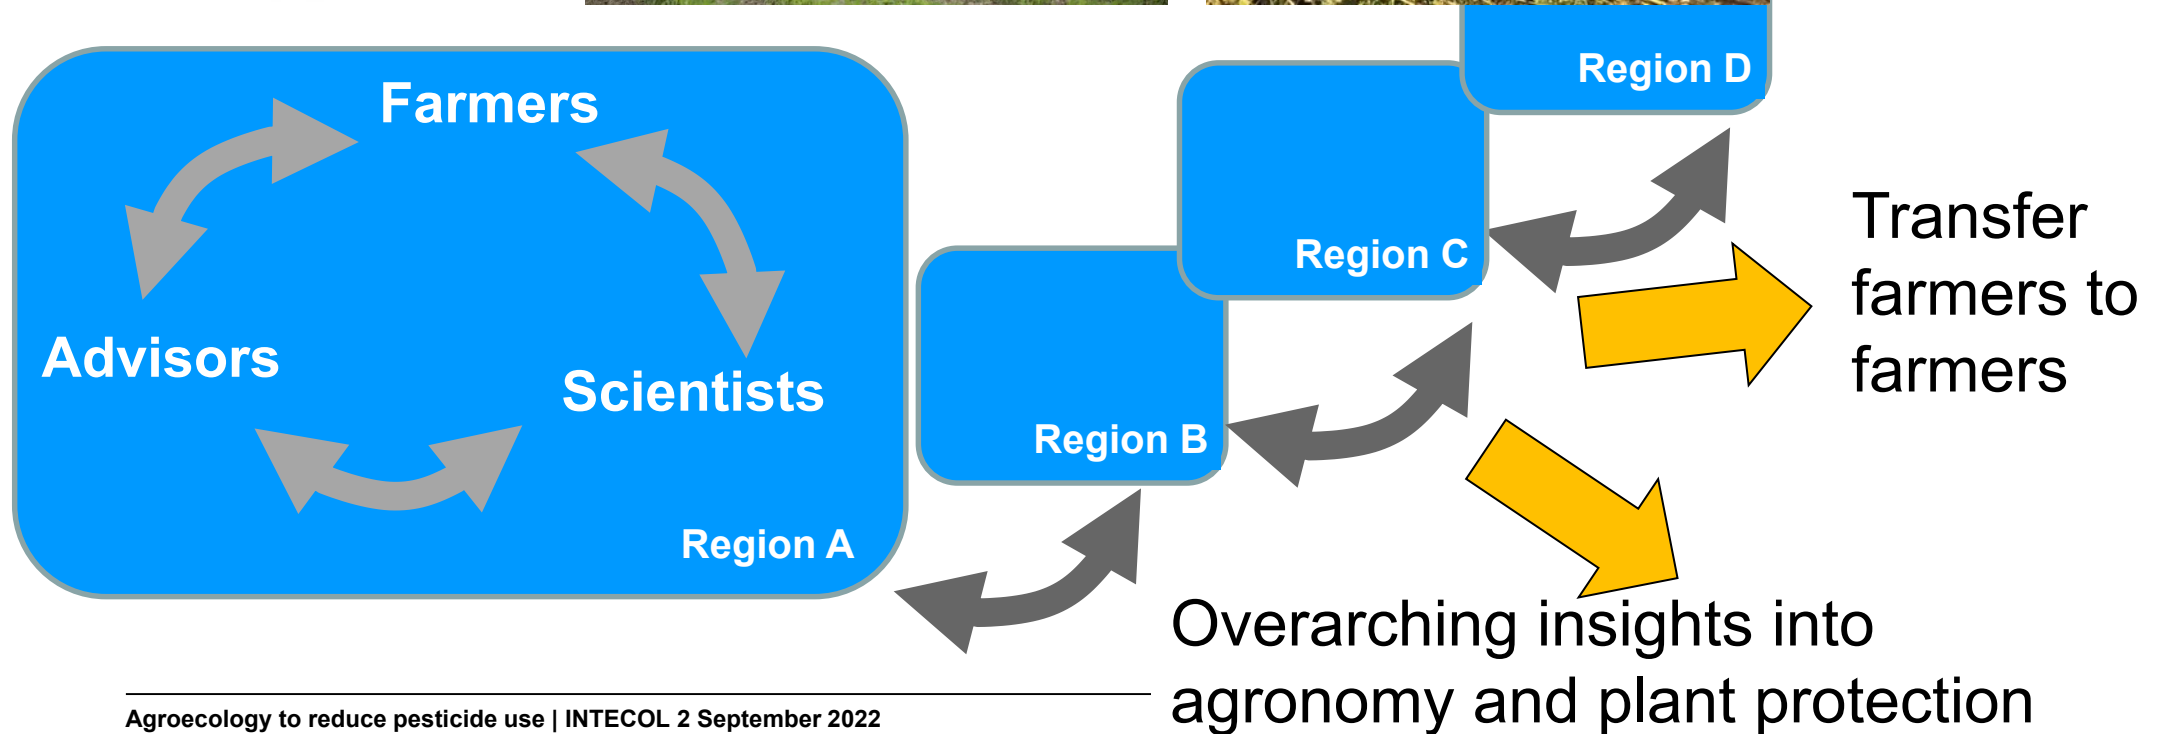 Farmers
Advisors
Scientists
Region A
Region B
Region C
Region D
Transfer
farmers to
farmers
Overarching insights into
agronomy and plant protection
Agroecology to reduce pesticide use | INTECOL 2 September 2022